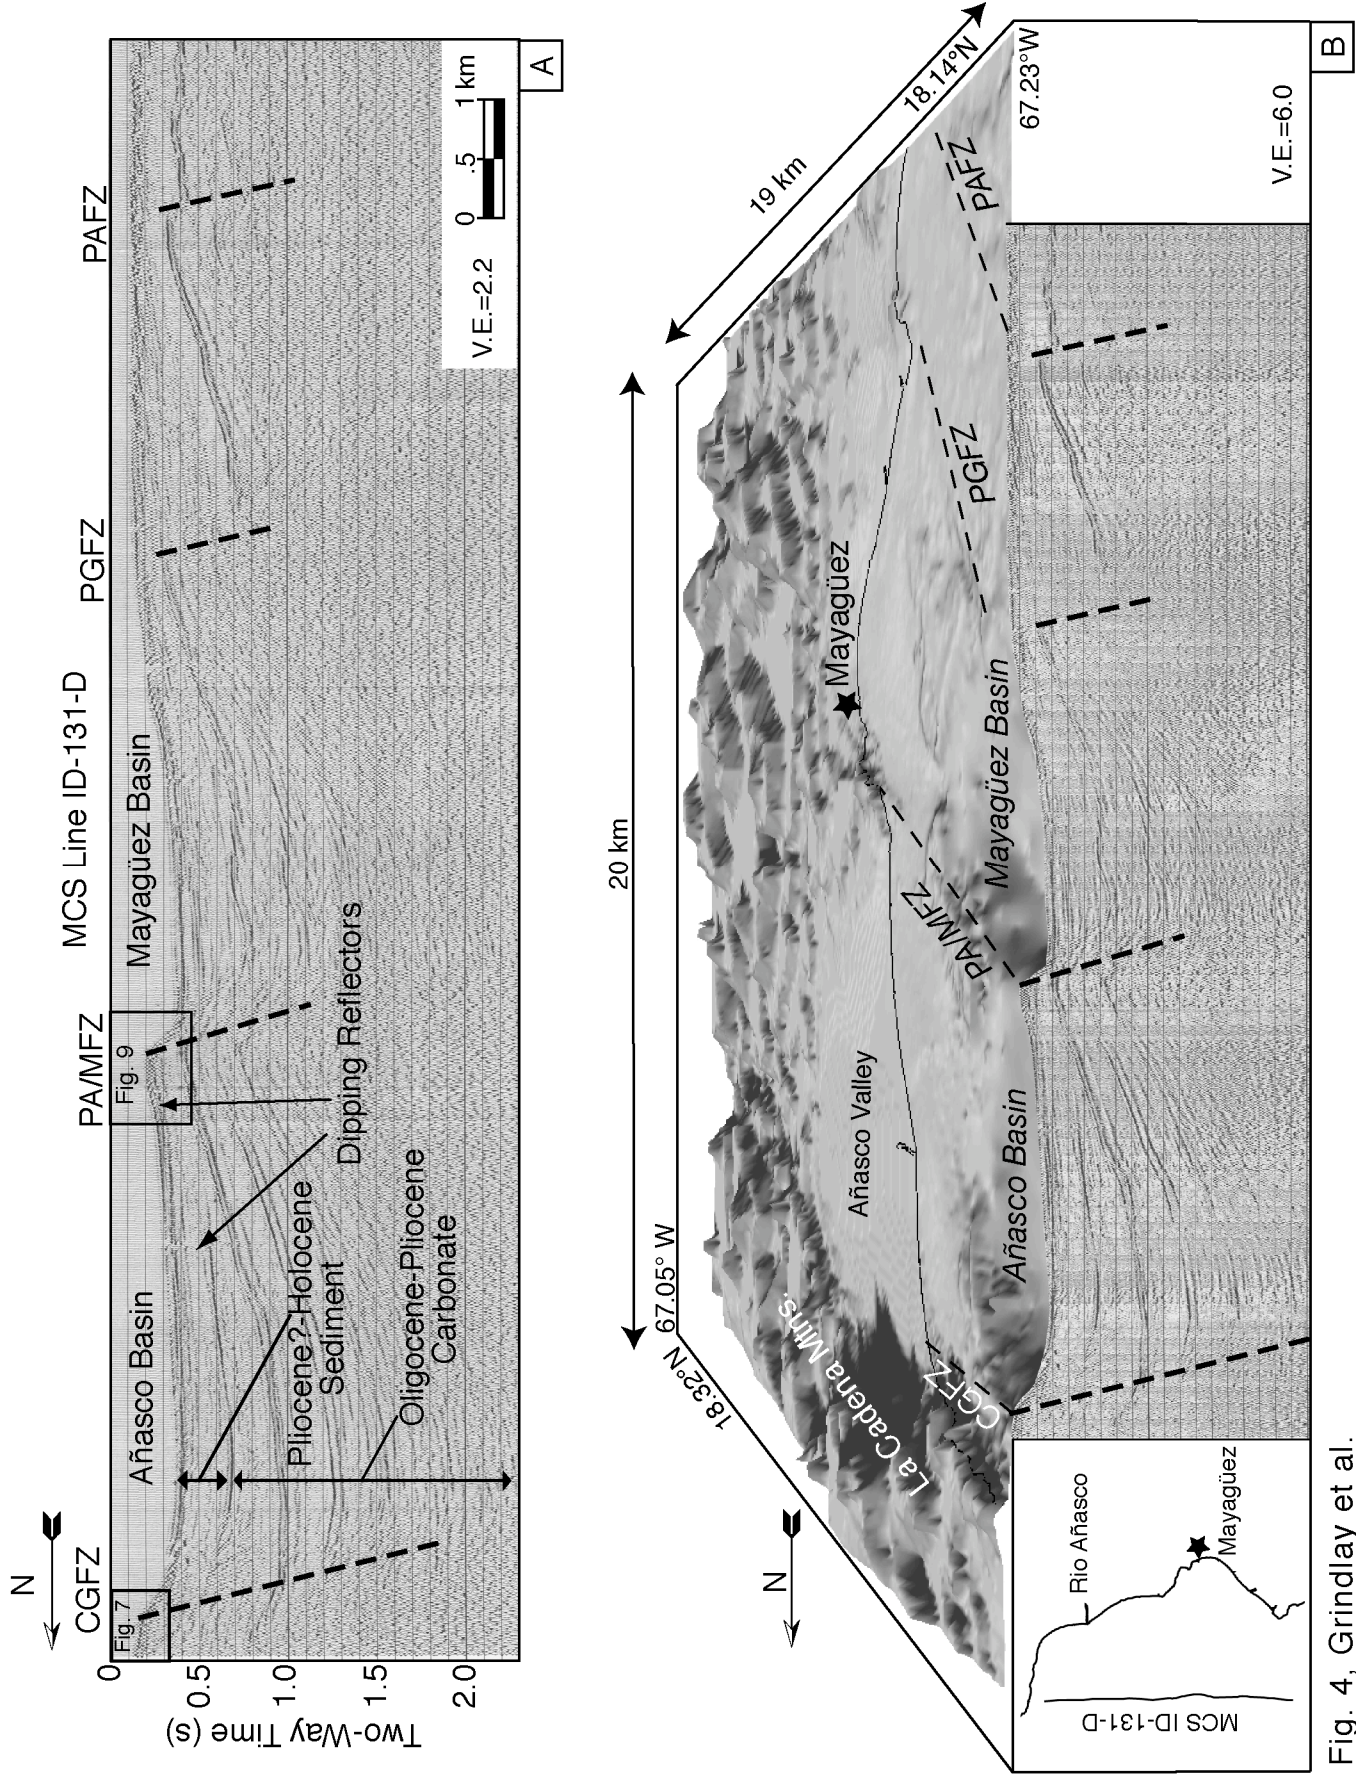 N
CGFZ
PA/MFZ
MCS Line ID-131-D
PGFZ
PAFZ
Fig. 7
Añasco Basin
Fig. 9
Mayagüez Basin
0
0.5
1.0
1.5
2.0
Two-Way Time (s)
Pliocene?-Holocene
Sediment
Oligocene-Pliocene
Carbonate
Dipping Reflectors
V.E.=2.2
0
.5
1 km
A
N
18.32°N
67.05° W
20 km
19 km
18.14°N
67.23°W
La Cadena Mtns.
CGFZ
Añasco Valley
Añasco Basin
PA/MFZ
Mayagüez
Mayagüez Basin
PGFZ
PAFZ
V.E.=6.0
B
MCS ID-131-D
Rio Añasco
Mayagüez
Fig. 4, Grindlay et al.